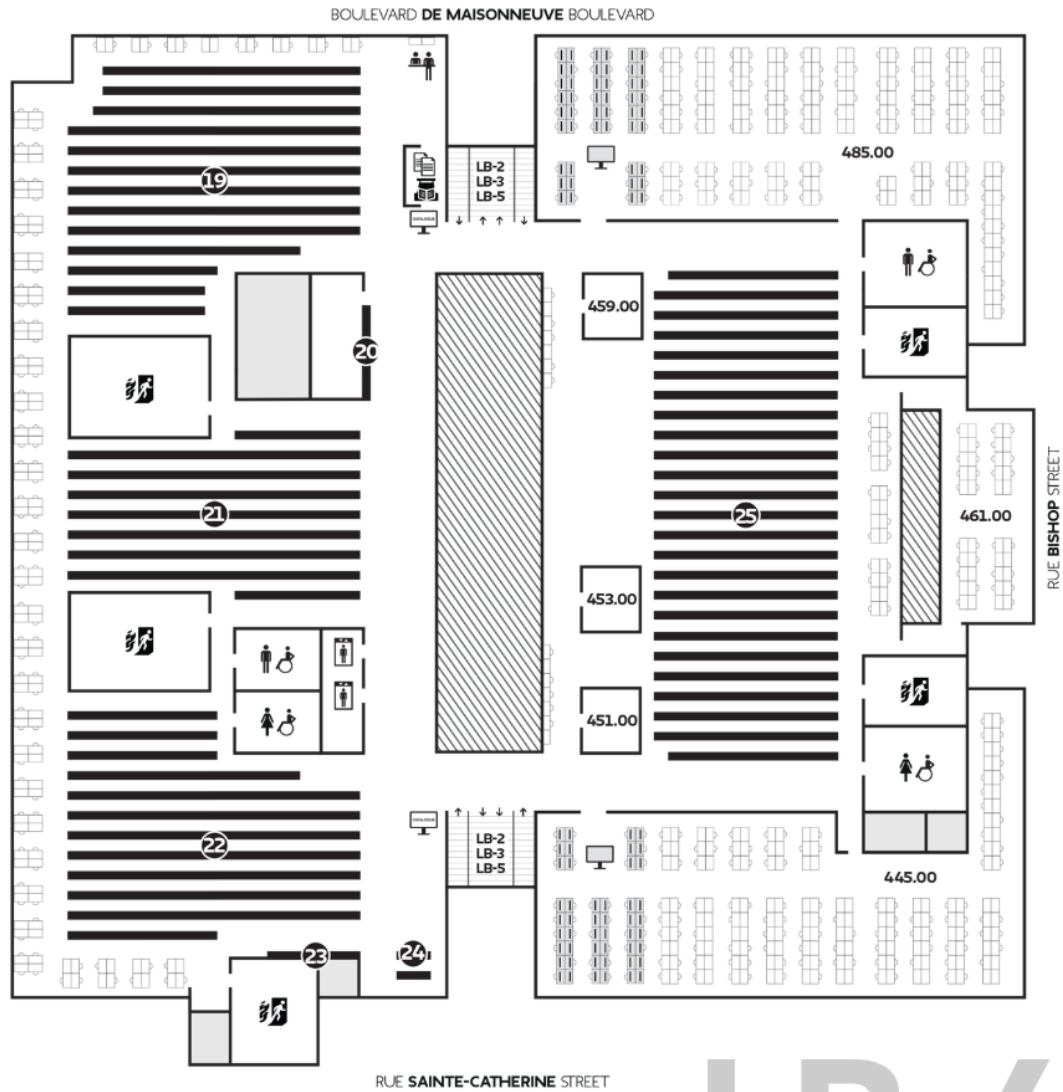 BOULEVARD DE MAISONNEUVE BOULEVARD
19
LB-2
LB-3
LB-5
485.00
CATALOGUE
459.00
20
21
25
461.00
RUE BISHOP STREET
453.00
451.00
CATALOGUE
22
LB-2
LB-3
LB-5
445.00
23
24
RUE SAINTE-CATHERINE STREET